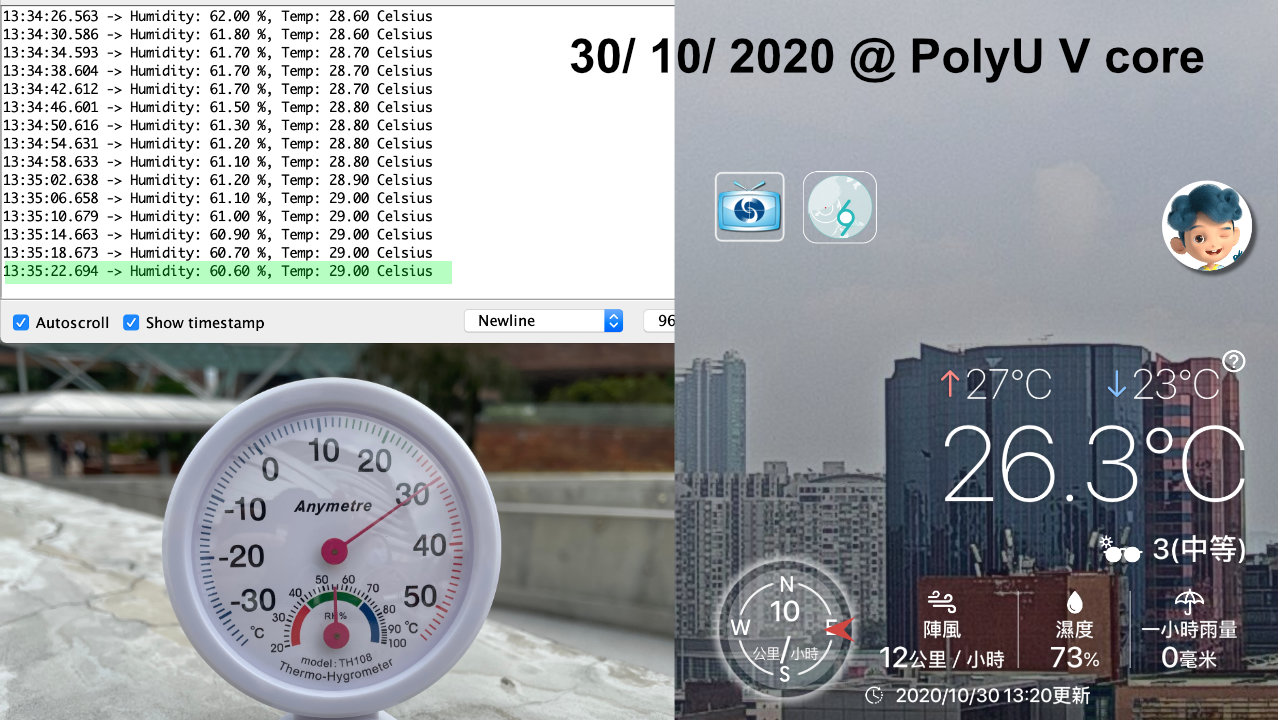 13:34:26.563 -> Humidity: 62.00 %, Temp: 28.60 Celsius
13:34:30.586 -> Humidity: 61.80 %, Temp: 28.60 Celsius
13:34:34.593 -> Humidity: 61.70 %, Temp: 28.70 Celsius
13:34:38.604 -> Humidity: 61.70 %, Temp: 28.70 Celsius
13:34:42.612 -> Humidity: 61.70 %, Temp: 28.70 Celsius
13:34:46.601 -> Humidity: 61.50 %, Temp: 28.80 Celsius
13:34:50.616 -> Humidity: 61.30 %, Temp: 28.80 Celsius
13:34:54.631 -> Humidity: 61.20 %, Temp: 28.80 Celsius
13:34:58.633 -> Humidity: 61.10 %, Temp: 28.80 Celsius
13:35:02.638 -> Humidity: 61.20 %, Temp: 28.90 Celsius
13:35:06.658 -> Humidity: 61.10 %, Temp: 29.00 Celsius
13:35:10.679 -> Humidity: 61.00 %, Temp: 29.00 Celsius
13:35:14.663 -> Humidity: 60.90 %, Temp: 29.00 Celsius
13:35:18.673 -> Humidity: 60.70 %, Temp: 29.00 Celsius
13:35:22.694 -> Humidity: 60.60 %, Temp: 29.00 Celsius
Autoscroll Show timestamp Newline 96
30/ 10/ 2020 @ PolyU V core
-30 -20 -10 0 10 20 30 40 50
Anymetre
°C °C
20 30 40 50 60 70 80 90 100
RH%
model: TH108
Thermo-Hygrometer
?
↑27°C ↓23°C
26.3°C
3(中等)
N
10
W E
公里/小時
S
陣風 濕度 一小時雨量
12公里 / 小時 73% 0毫米
2020/10/30 13:20更新